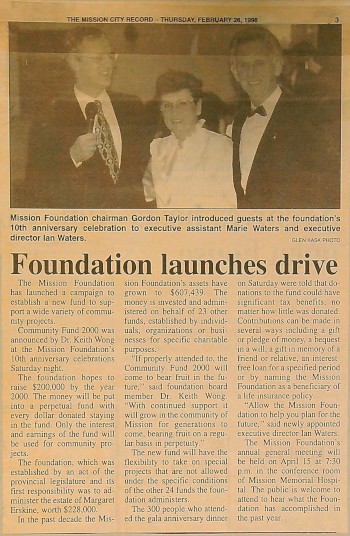 THE MISSION CITY RECORD — THURSDAY, FEBRUARY 26, 1998 3
Mission Foundation chairman Gordon Taylor introduced guests at the foundation's
10th anniversary celebration to executive assistant Marie Waters and executive
director Ian Waters.
GLEN KASK PHOTO
Foundation launches drive
The Mission Foundation
has launched a campaign to
establish a new fund to sup-
port a wide variety of commu-
nity projects.
Community Fund 2000 was
announced by Dr. Keith Wong
at the Mission Foundation's
10th anniversary celebrations
Saturday night.
The foundation hopes to
raise $200,000 by the year
2000. The money will be put
into a perpetual fund with
every dollar donated staying
in the fund. Only the interest
and earnings of the fund will
be used for community pro-
jects.
The foundation, which was
established by an act of the
provincial legislature and its
first responsibility was to ad-
minister the estate of Margaret
Erskine, worth $228,000.
In the past decade the Mis-
sion Foundation's assets have
grown to $607,439. The
money is invested and admin-
istered on behalf of 23 other
funds, established by individ-
uals, organizations or busi-
nesses for specific charitable
purposes.
"If properly attended to, the
Community Fund 2000 will
come to bear fruit in the fu-
ture," said foundation board
member Dr. Keith Wong.
"With continued support it
will grow in the community of
Mission for generations to
come, bearing fruit on a regu-
lar basis in perpetuity."
The new fund will have the
flexibility to take on special
projects that are not allowed
under the specific conditions
of the other 24 funds the foun-
dation administers.
The 300 people who attend-
ed the gala anniversary dinner
on Saturday were told that do-
nations to the fund could have
significant tax benefits, no
matter how little was donated.
Contributions can be made in
several ways including a gift
or pledge of money, a bequest
in a will, a gift in memory of a
friend or relative, an interest-
free loan for a specified period
or by naming the Mission
Foundation as a beneficiary of
a life insurance policy.
"Allow the Mission Foun-
dation to help you plan for the
future," said newly appointed
executive director Ian Waters.
The Mission Foundation's
annual general meeting will
be held on April 15 at 7:30
p.m. in the conference room
of Mission Memorial Hospi-
tal. The public is welcome to
attend to hear what the Foun-
dation has accomplished in
the past year.